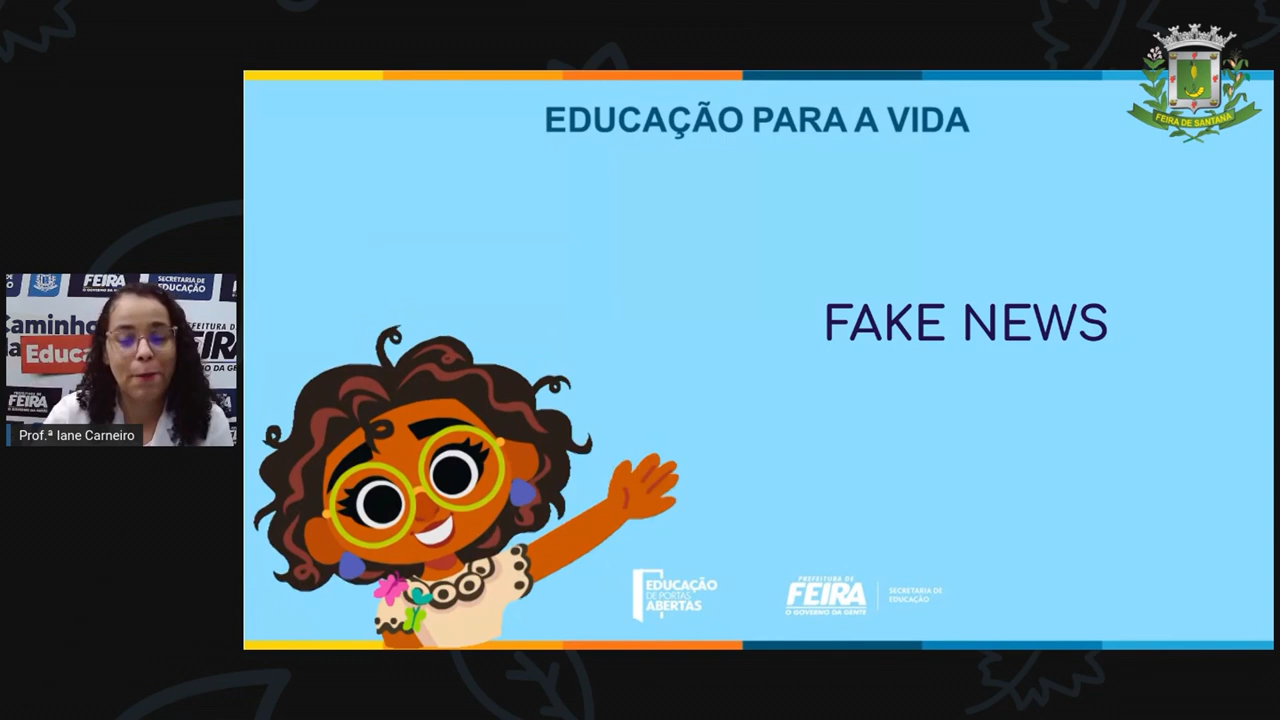 FEIRA DE SANTANA
EDUCAÇÃO PARA A VIDA
FAKE NEWS
FEIRA
SECRETARIA DE
EDUCAÇÃO
Caminho
Educa
FEIRA
Prof.ª Iane Carneiro
EDUCAÇÃO
DE PORTAS
ABERTAS
PREFEITURA DE
FEIRA
O GOVERNO DA GENTE
SECRETARIA DE
EDUCAÇÃO